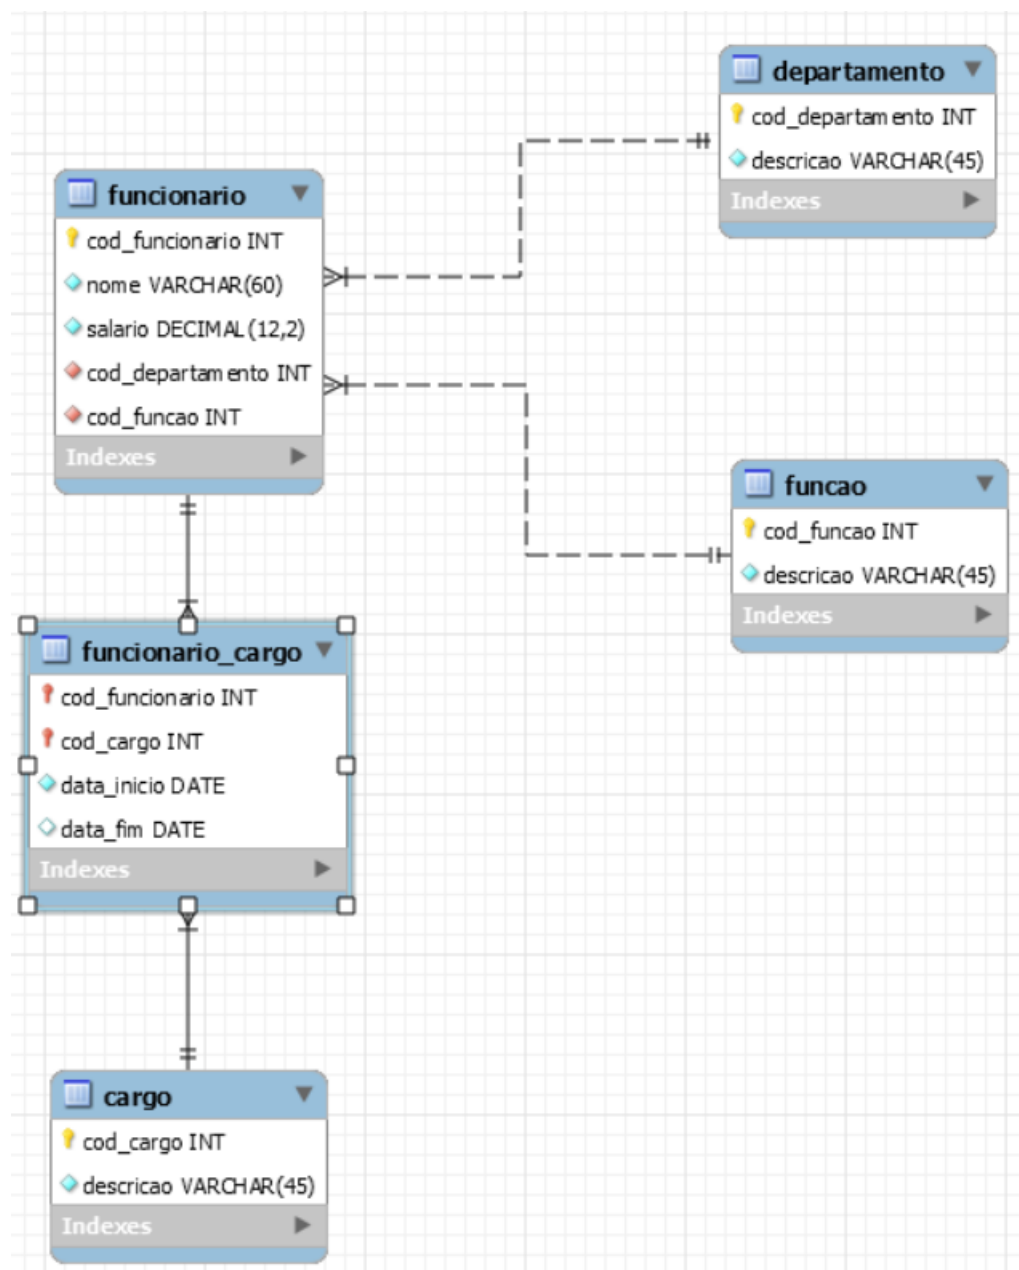 departamento
cod_departamento INT
descricao VARCHAR(45)
Indexes
funcionario
cod_funcionario INT
nome VARCHAR(60)
salario DECIMAL(12,2)
cod_departamento INT
cod_funcao INT
Indexes
funcao
cod_funcao INT
descricao VARCHAR(45)
Indexes
funcionario_cargo
cod_funcionario INT
cod_cargo INT
data_inicio DATE
data_fim DATE
Indexes
cargo
cod_cargo INT
descricao VARCHAR(45)
Indexes